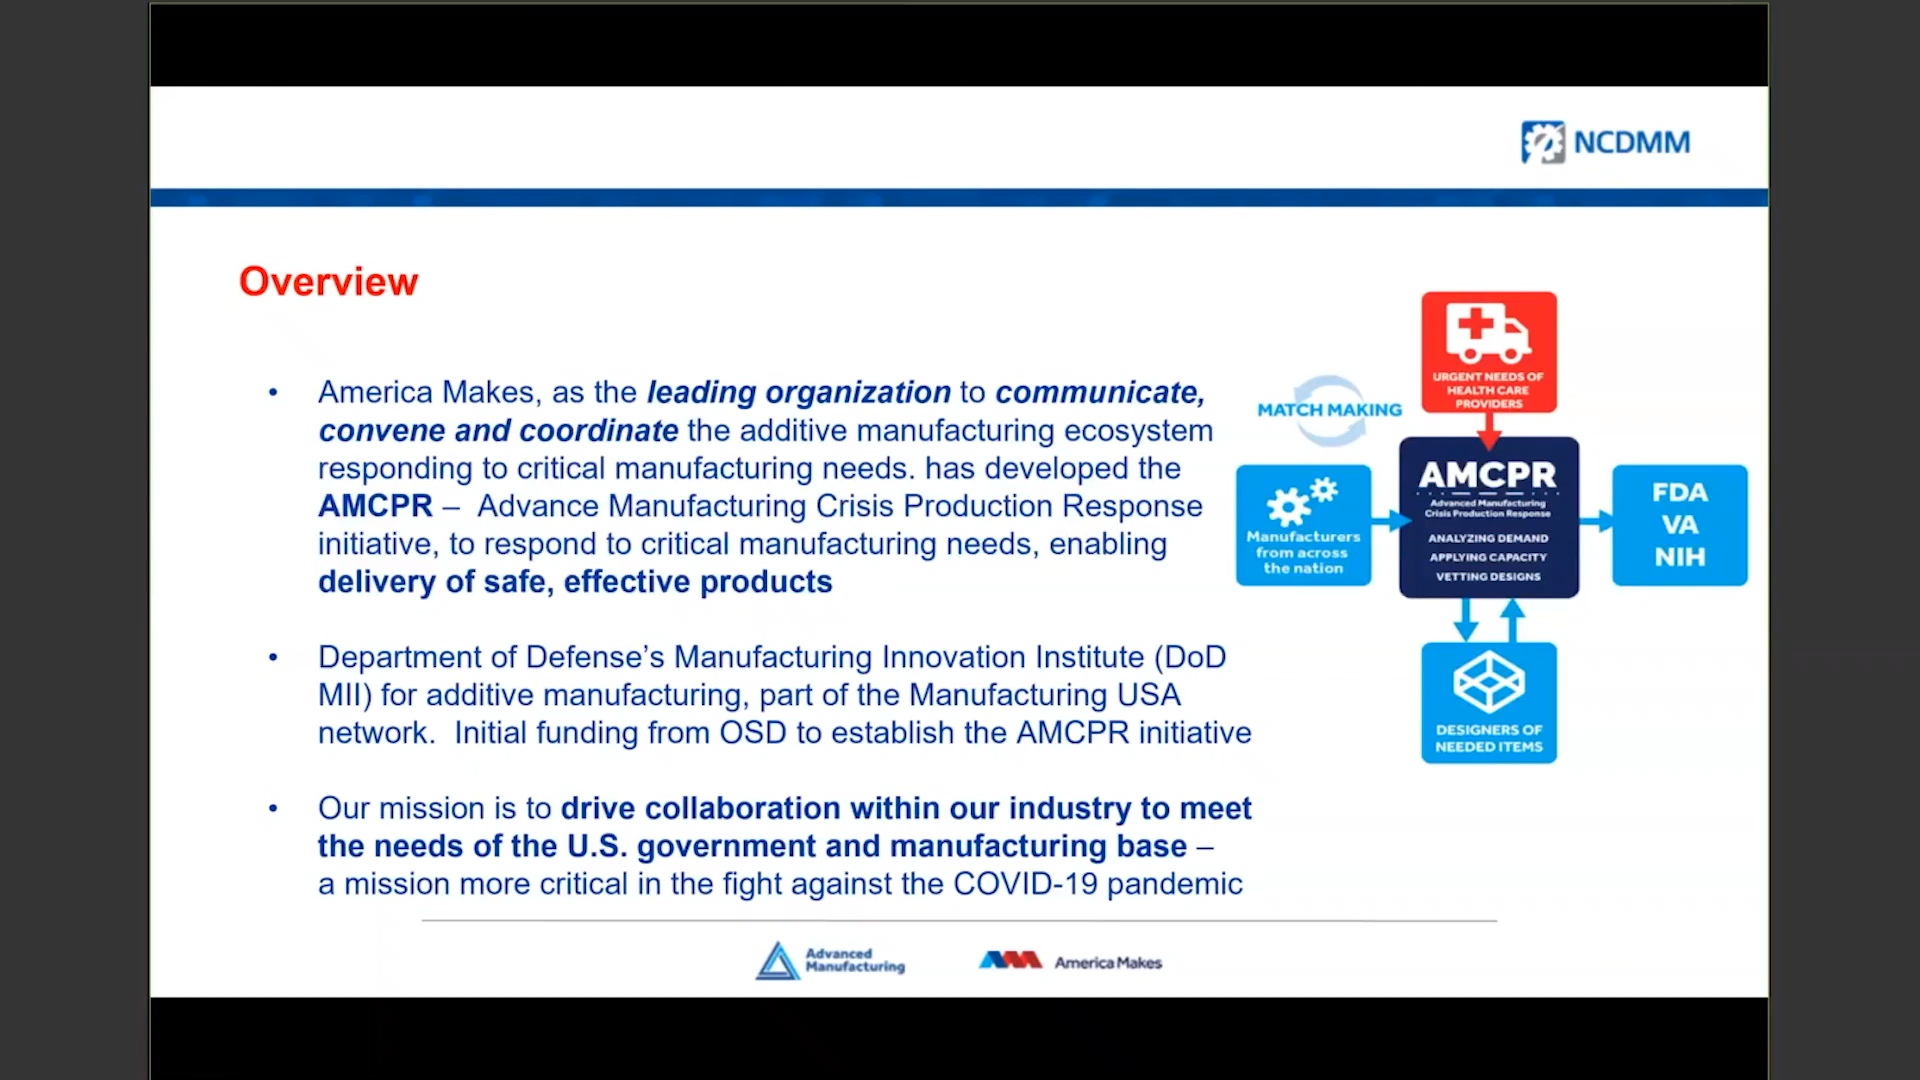 NCDMM
Overview
• America Makes, as the leading organization to communicate,
convene and coordinate the additive manufacturing ecosystem
responding to critical manufacturing needs. has developed the
AMCPR – Advance Manufacturing Crisis Production Response
initiative, to respond to critical manufacturing needs, enabling
delivery of safe, effective products
• Department of Defense’s Manufacturing Innovation Institute (DoD
MII) for additive manufacturing, part of the Manufacturing USA
network. Initial funding from OSD to establish the AMCPR initiative
• Our mission is to drive collaboration within our industry to meet
the needs of the U.S. government and manufacturing base –
a mission more critical in the fight against the COVID-19 pandemic
URGENT NEEDS OF
HEALTH CARE
PROVIDERS
MATCH MAKING
Manufacturers
from across
the nation
AMCPR
Advanced Manufacturing
Crisis Production Response
ANALYZING DEMAND
APPLYING CAPACITY
VETTING DESIGNS
FDA
VA
NIH
DESIGNERS OF
NEEDED ITEMS
Advanced
Manufacturing
America Makes